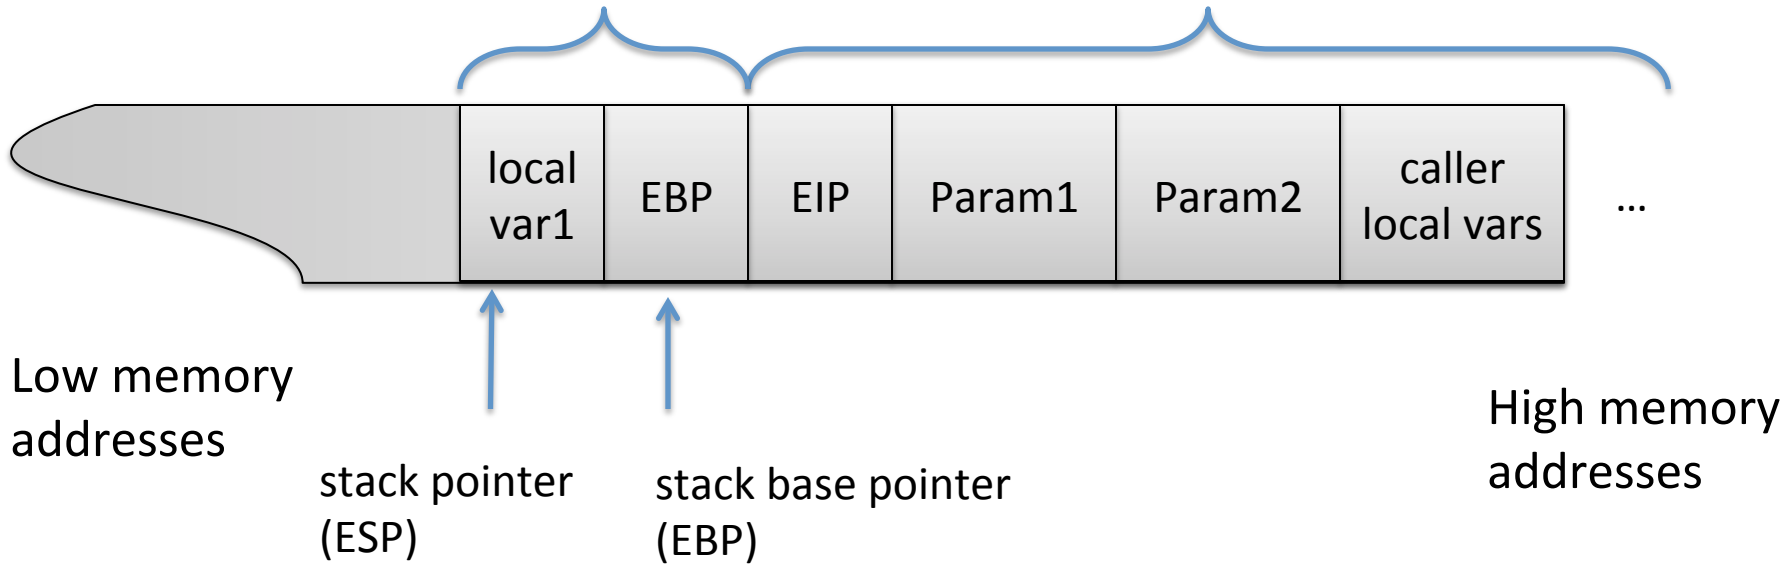 local
var1
EBP
EIP
Param1
Param2
caller
local vars
...
Low memory
addresses
High memory
addresses
stack pointer
(ESP)
stack base pointer
(EBP)